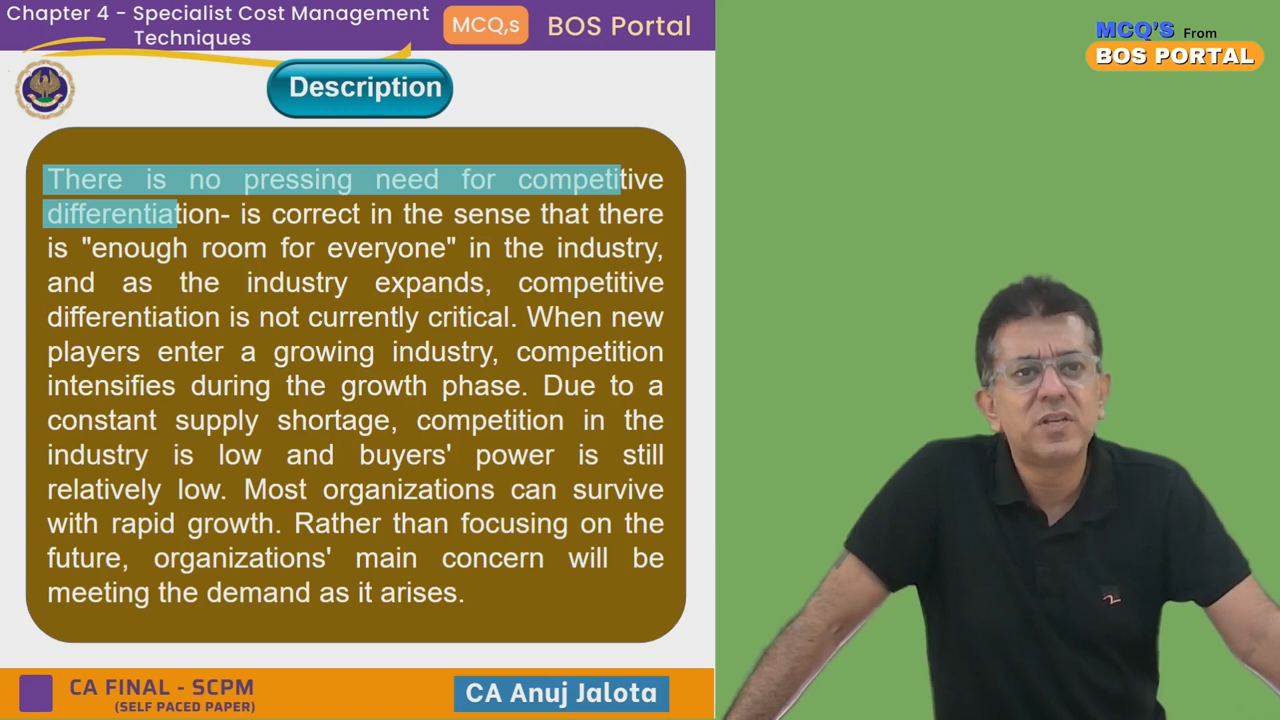 Chapter 4 - Specialist Cost Management
Techniques
MCQ,s
BOS Portal
MCQ'S From
BOS PORTAL
Description
There is no pressing need for competitive
differentiation- is correct in the sense that there
is "enough room for everyone" in the industry,
and as the industry expands, competitive
differentiation is not currently critical. When new
players enter a growing industry, competition
intensifies during the growth phase. Due to a
constant supply shortage, competition in the
industry is low and buyers' power is still
relatively low. Most organizations can survive
with rapid growth. Rather than focusing on the
future, organizations' main concern will be
meeting the demand as it arises.
CA FINAL - SCPM
(SELF PACED PAPER)
CA Anuj Jalota